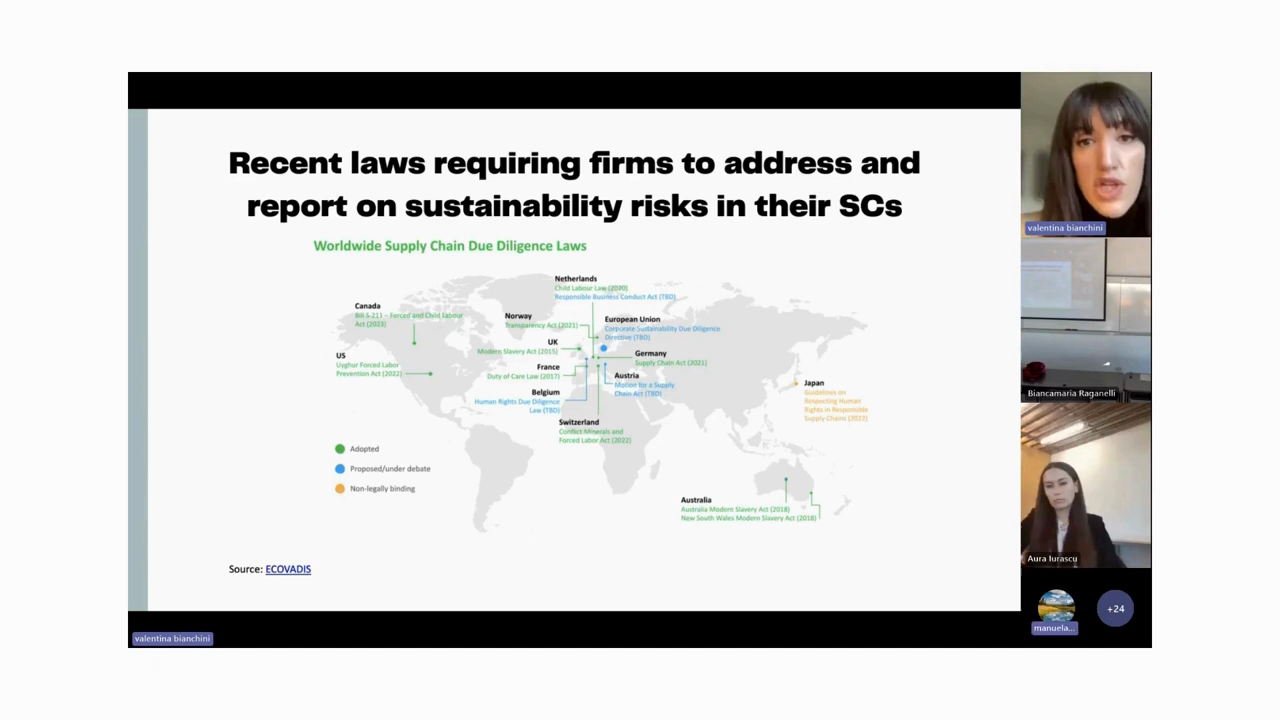 Recent laws requiring firms to address and
report on sustainability risks in their SCs
Worldwide Supply Chain Due Diligence Laws
Netherlands
Child Labour Law (2020)
Responsible Business Conduct Act (TBD)
Canada
Bill S-211 – Forced and Child Labour
Act (2023)
Norway
Transparency Act (2021)
European Union
Corporate Sustainability Due Diligence
Directive (TBD)
UK
Modern Slavery Act (2015)
Germany
Supply Chain Act (2021)
US
Uyghur Forced Labor
Prevention Act (2022)
France
Duty of Care Law (2017)
Austria
Motion for a Supply
Chain Act (TBD)
Belgium
Human Rights Due Diligence
Law (TBD)
Japan
Guidelines on
Respecting Human
Rights in Responsible
Supply Chains (2022)
Switzerland
Conflict Minerals and
Forced Labor Act (2022)
Adopted
Proposed/under debate
Non-legally binding
Australia
Australia Modern Slavery Act (2018)
New South Wales Modern Slavery Act (2018)
Source: ECOVADIS
valentina bianchini
valentina bianchini
Biancamaria Raganelli
Aura Iurascu
manuela...
+24